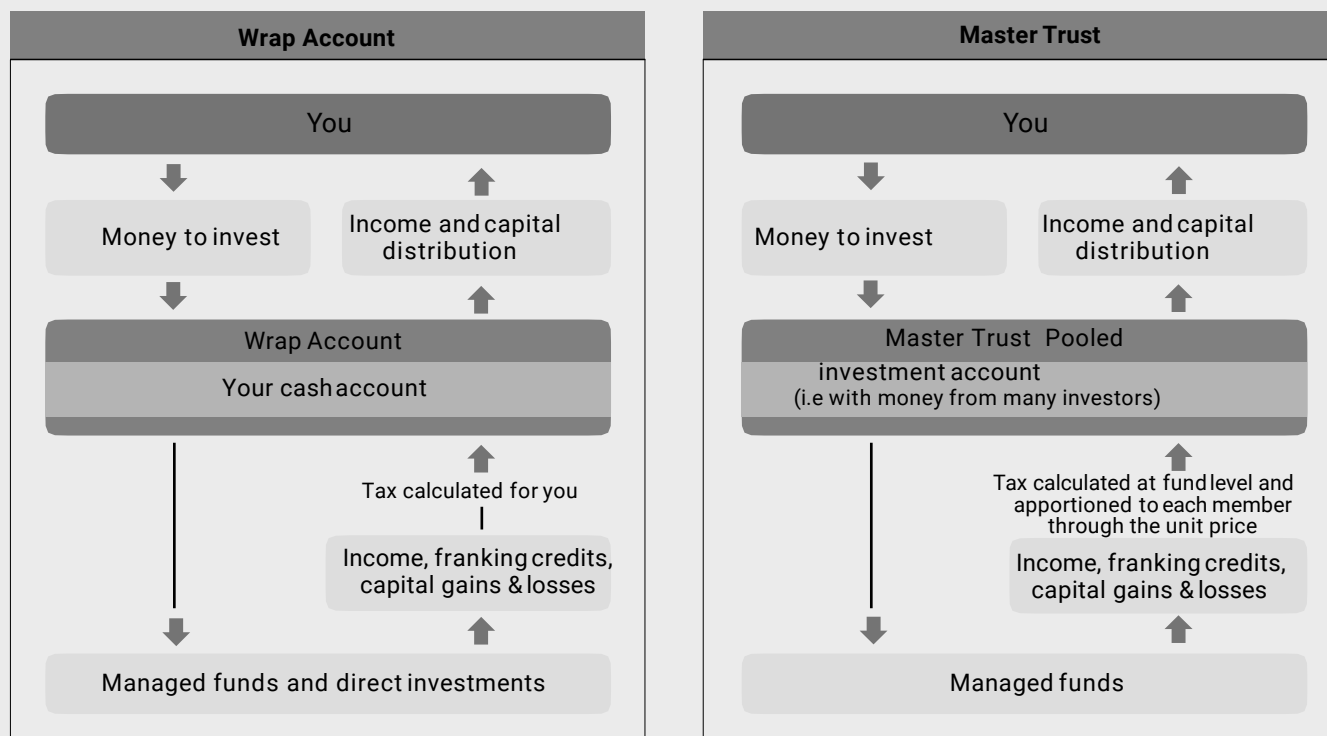 Wrap Account
You
Money to invest
Income and capital
distribution
Wrap Account
Your cash account
Tax calculated for you
Income, franking credits,
capital gains & losses
Managed funds and direct investments
Master Trust
You
Money to invest
Income and capital
distribution
Master Trust Pooled
investment account
(i.e with money from many investors)
Tax calculated at fund level and
apportioned to each member
through the unit price
Income, franking credits,
capital gains & losses
Managed funds